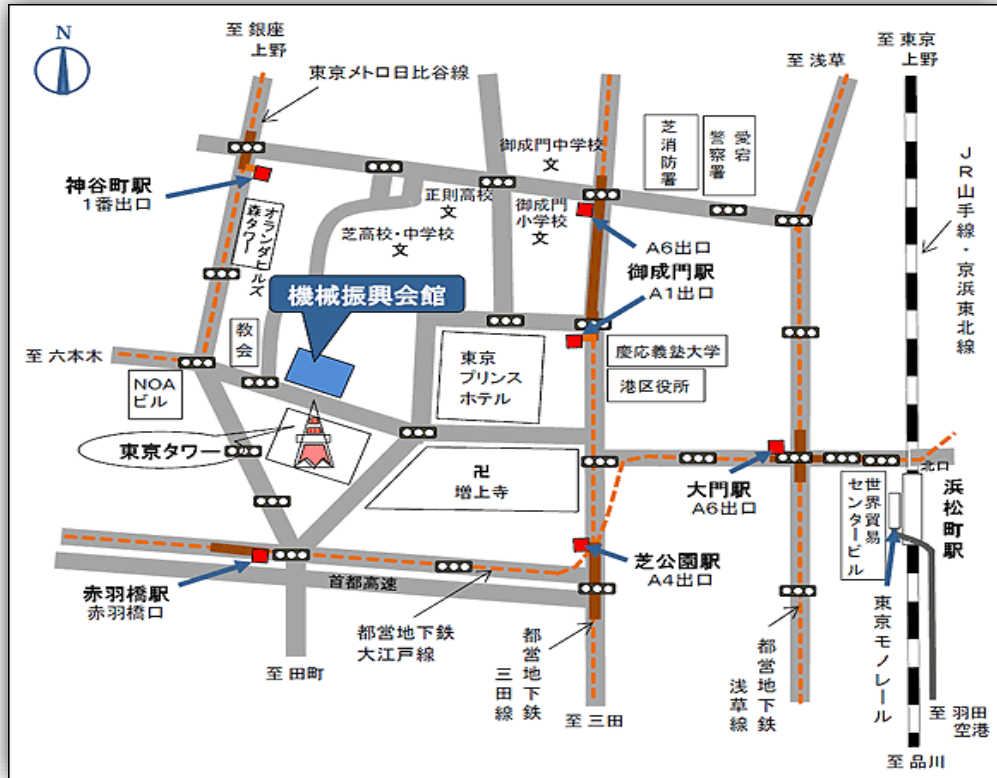 N
至 銀座
上野
東京メトロ日比谷線
至 浅草
至 東京
上野
神谷町駅
1番出口
オランダヒルズ
森タワー
芝高校・中学校
文
正則高校
文
御成門中学校
文
御成門
小学校
文
芝消防署
愛宕
警察署
JR山手線・京浜東北線
A6出口
御成門駅
A1出口
機械振興会館
教会
至 六本木
NOA
ビル
東京タワー
東京
プリンス
ホテル
慶応義塾大学
港区役所
卍
増上寺
大門駅
A6出口
北口
浜松町駅
世界貿易
センタービル
赤羽橋駅
赤羽橋口
首都高速
芝公園駅
A4出口
都営地下鉄
大江戸線
都営地下鉄
三田線
都営地下鉄
浅草線
東京モノレール
至 田町
至 三田
至 羽田
空港
至 品川